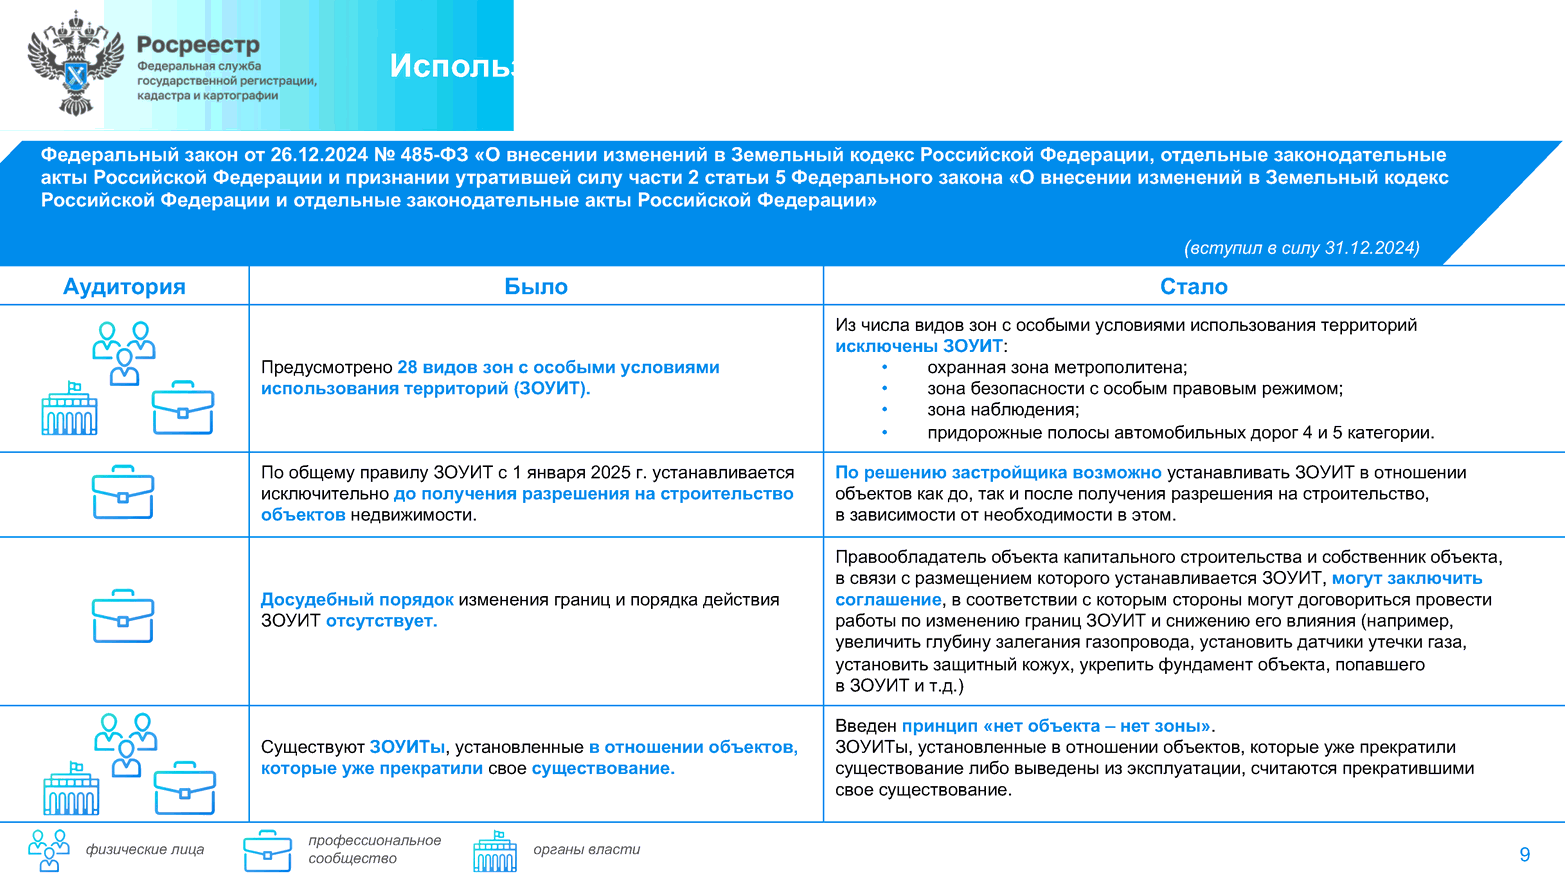 Росреестр
Федеральная служба
государственной регистрации,
кадастра и картографии
Федеральный закон от 26.12.2024 № 485-ФЗ «О внесении изменений в Земельный кодекс Российской Федерации, отдельные законодательные
акты Российской Федерации и признании утратившей силу части 2 статьи 5 Федерального закона «О внесении изменений в Земельный кодекс
Российской Федерации и отдельные законодательные акты Российской Федерации»
(вступил в силу 31.12.2024)
Аудитория
Было
Стало
Предусмотрено 28 видов зон с особыми условиями
использования территорий (ЗОУИТ).
Из числа видов зон с особыми условиями использования территорий
исключены ЗОУИТ:
• охранная зона метрополитена;
• зона безопасности с особым правовым режимом;
• зона наблюдения;
• придорожные полосы автомобильных дорог 4 и 5 категории.
По общему правилу ЗОУИТ с 1 января 2025 г. устанавливается
исключительно до получения разрешения на строительство
объектов недвижимости.
По решению застройщика возможно устанавливать ЗОУИТ в отношении
объектов как до, так и после получения разрешения на строительство,
в зависимости от необходимости в этом.
Досудебный порядок изменения границ и порядка действия
ЗОУИТ отсутствует.
Правообладатель объекта капитального строительства и собственник объекта,
в связи с размещением которого устанавливается ЗОУИТ, могут заключить
соглашение, в соответствии с которым стороны могут договориться провести
работы по изменению границ ЗОУИТ и снижению его влияния (например,
увеличить глубину залегания газопровода, установить датчики утечки газа,
установить защитный кожух, укрепить фундамент объекта, попавшего
в ЗОУИТ и т.д.)
Существуют ЗОУИТы, установленные в отношении объектов,
которые уже прекратили свое существование.
Введен принцип «нет объекта – нет зоны».
ЗОУИТы, установленные в отношении объектов, которые уже прекратили
существование либо выведены из эксплуатации, считаются прекратившими
свое существование.
физические лица
профессиональное
сообщество
органы власти
9